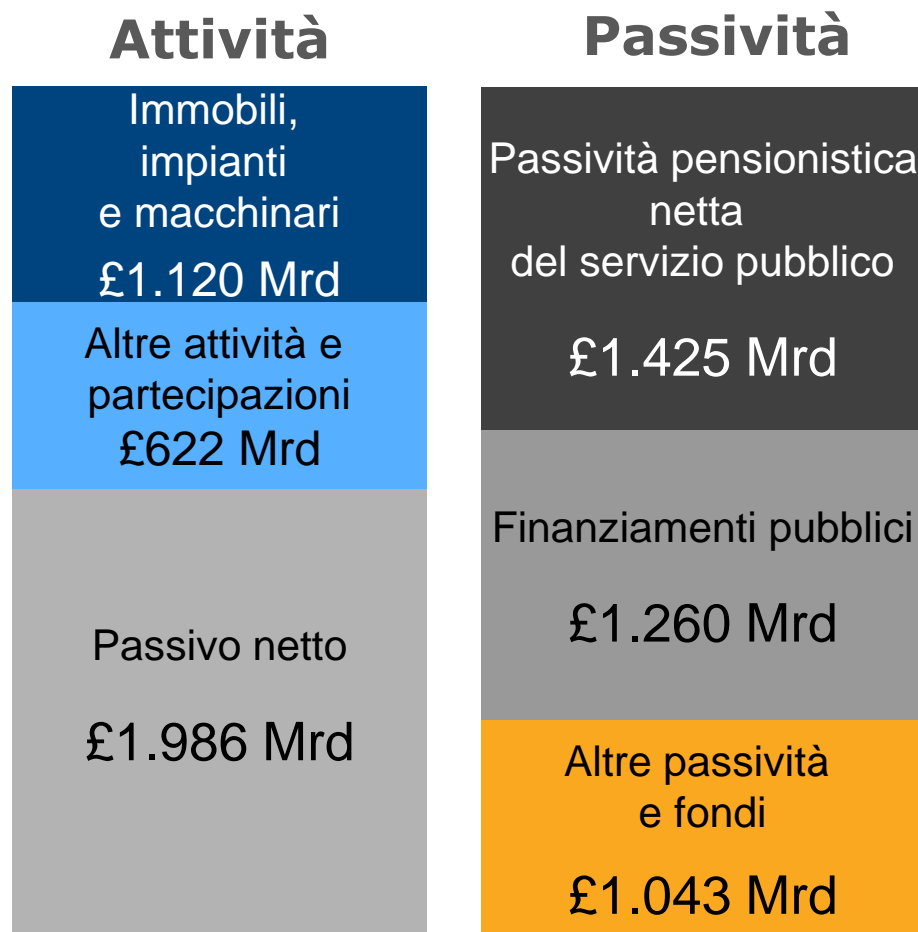 Attività
Immobili,
impianti
e macchinari
£1.120 Mrd
Altre attività e
partecipazioni
£622 Mrd
Passivo netto
£1.986 Mrd
Passività
Passività pensionistica
netta
del servizio pubblico
£1.425 Mrd
Finanziamenti pubblici
£1.260 Mrd
Altre passività
e fondi
£1.043 Mrd